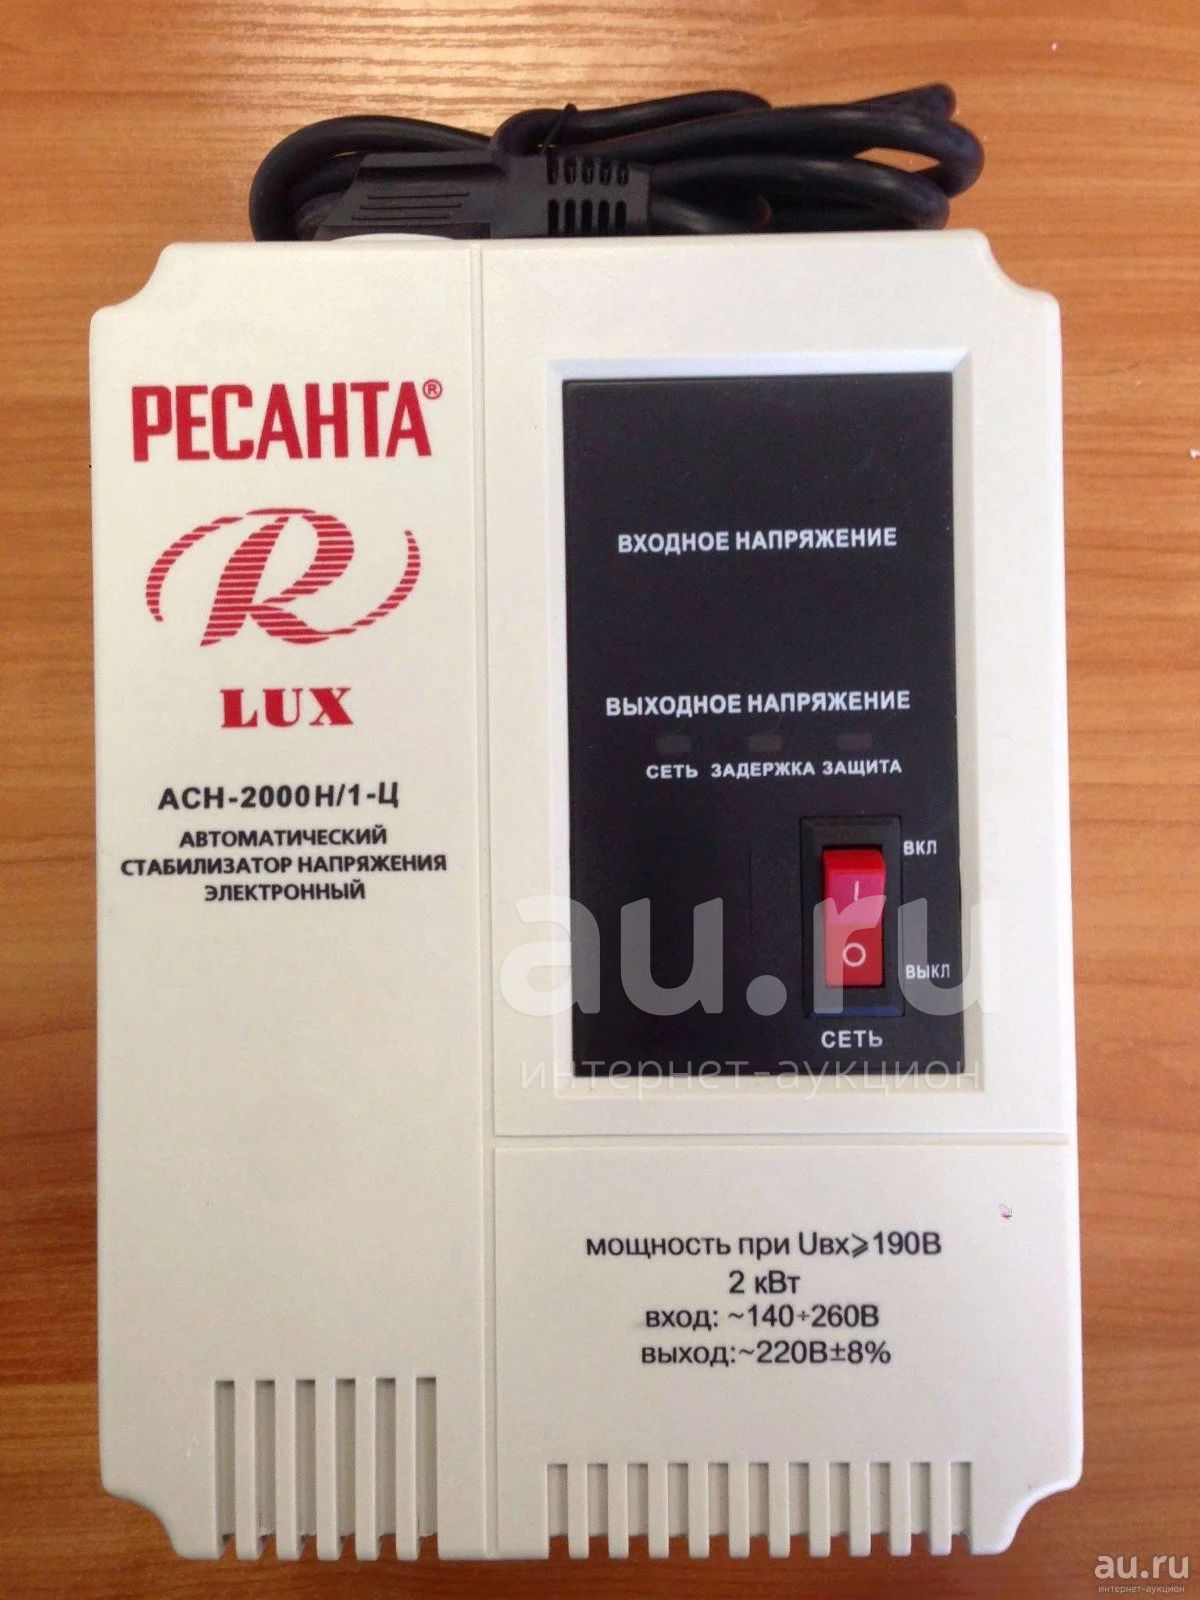 РЕСАНТА®
R
LUX
АСН-2000Н/1-Ц
АВТОМАТИЧЕСКИЙ
СТАБИЛИЗАТОР НАПРЯЖЕНИЯ
ЭЛЕКТРОННЫЙ
ВХОДНОЕ НАПРЯЖЕНИЕ
ВЫХОДНОЕ НАПРЯЖЕНИЕ
СЕТЬ ЗАДЕРЖКА ЗАЩИТА
ВКЛ
I
O
ВЫКЛ
СЕТЬ
au.ru
интернет-аукцион
мощность при Uвх⩾190В
2 кВт
вход: ~140÷260В
выход:~220В±8%
au.ru
интернет-аукцион